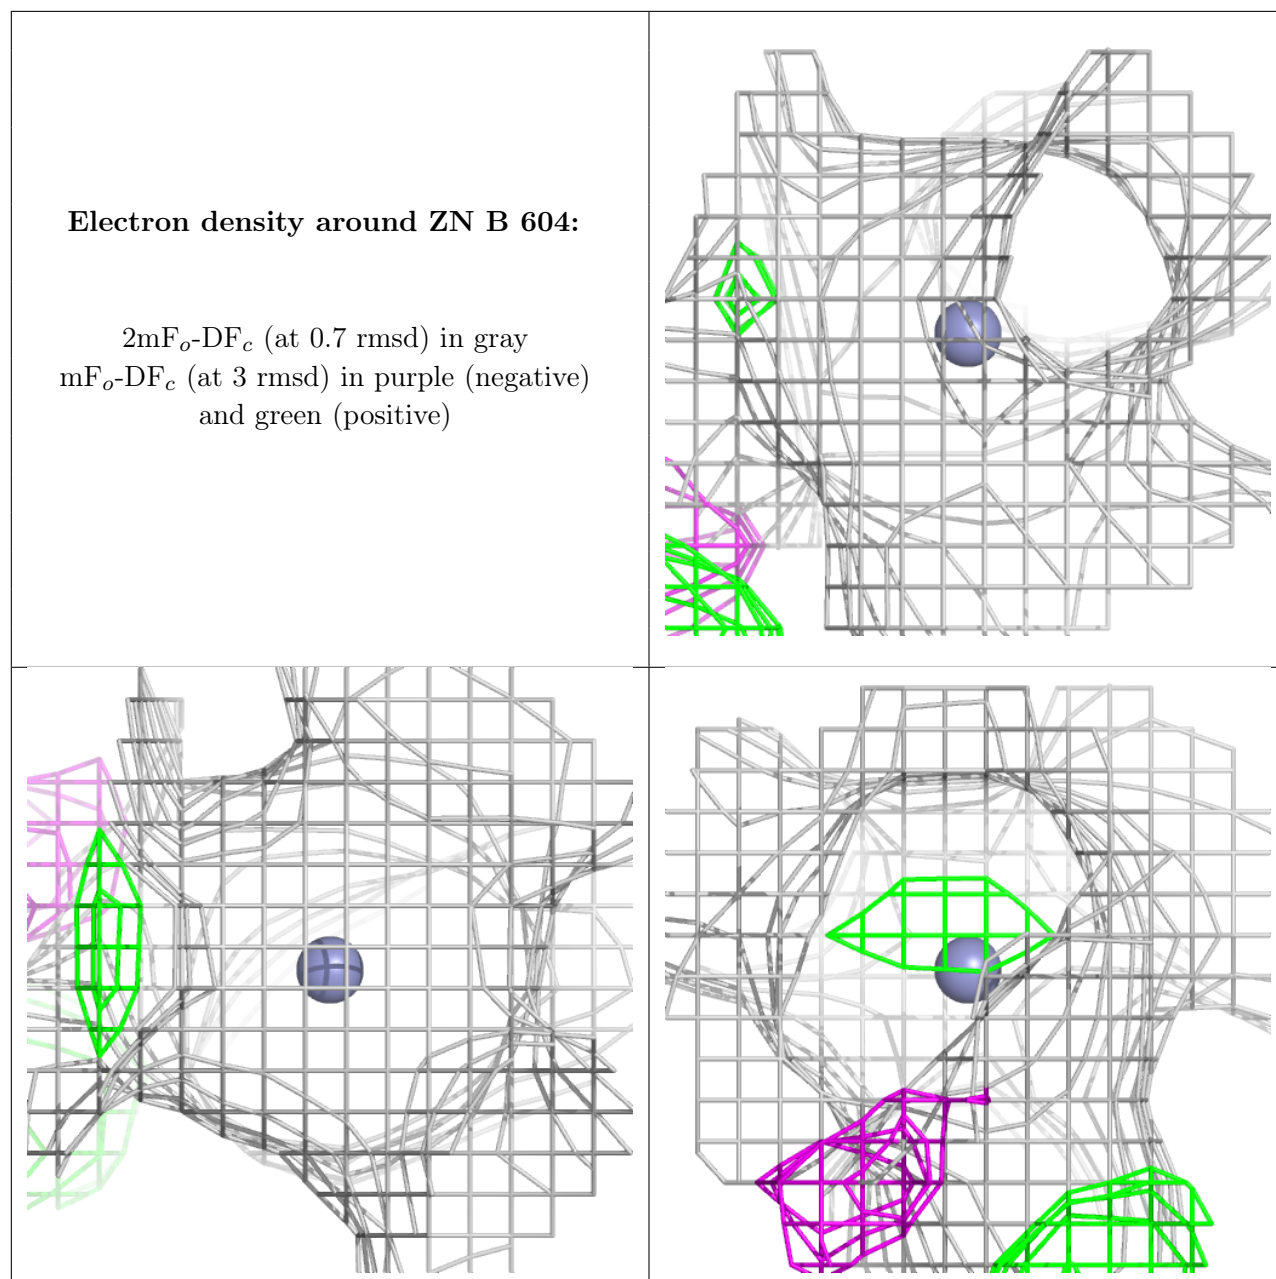 Electron density around ZN B 604:
2mFo-DFc (at 0.7 rmsd) in gray
mFo-DFc (at 3 rmsd) in purple (negative)
and green (positive)